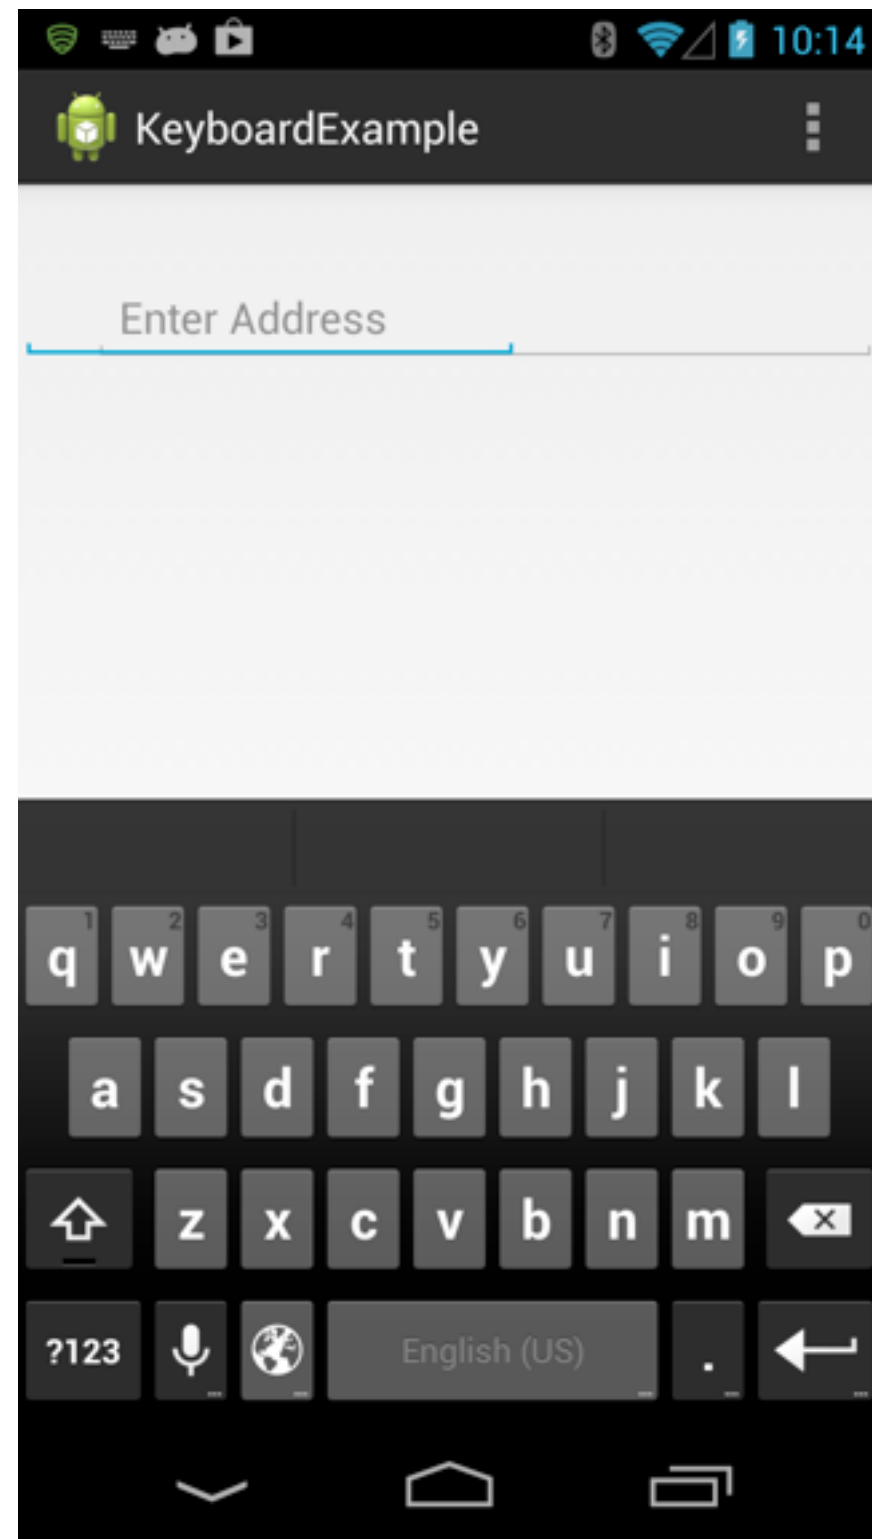 10:14
KeyboardExample
Enter Address
1 2 3 4 5 6 7 8 9 0
q w e r t y u i o p
a s d f g h j k l
z x c v b n m
?123 English (US) .